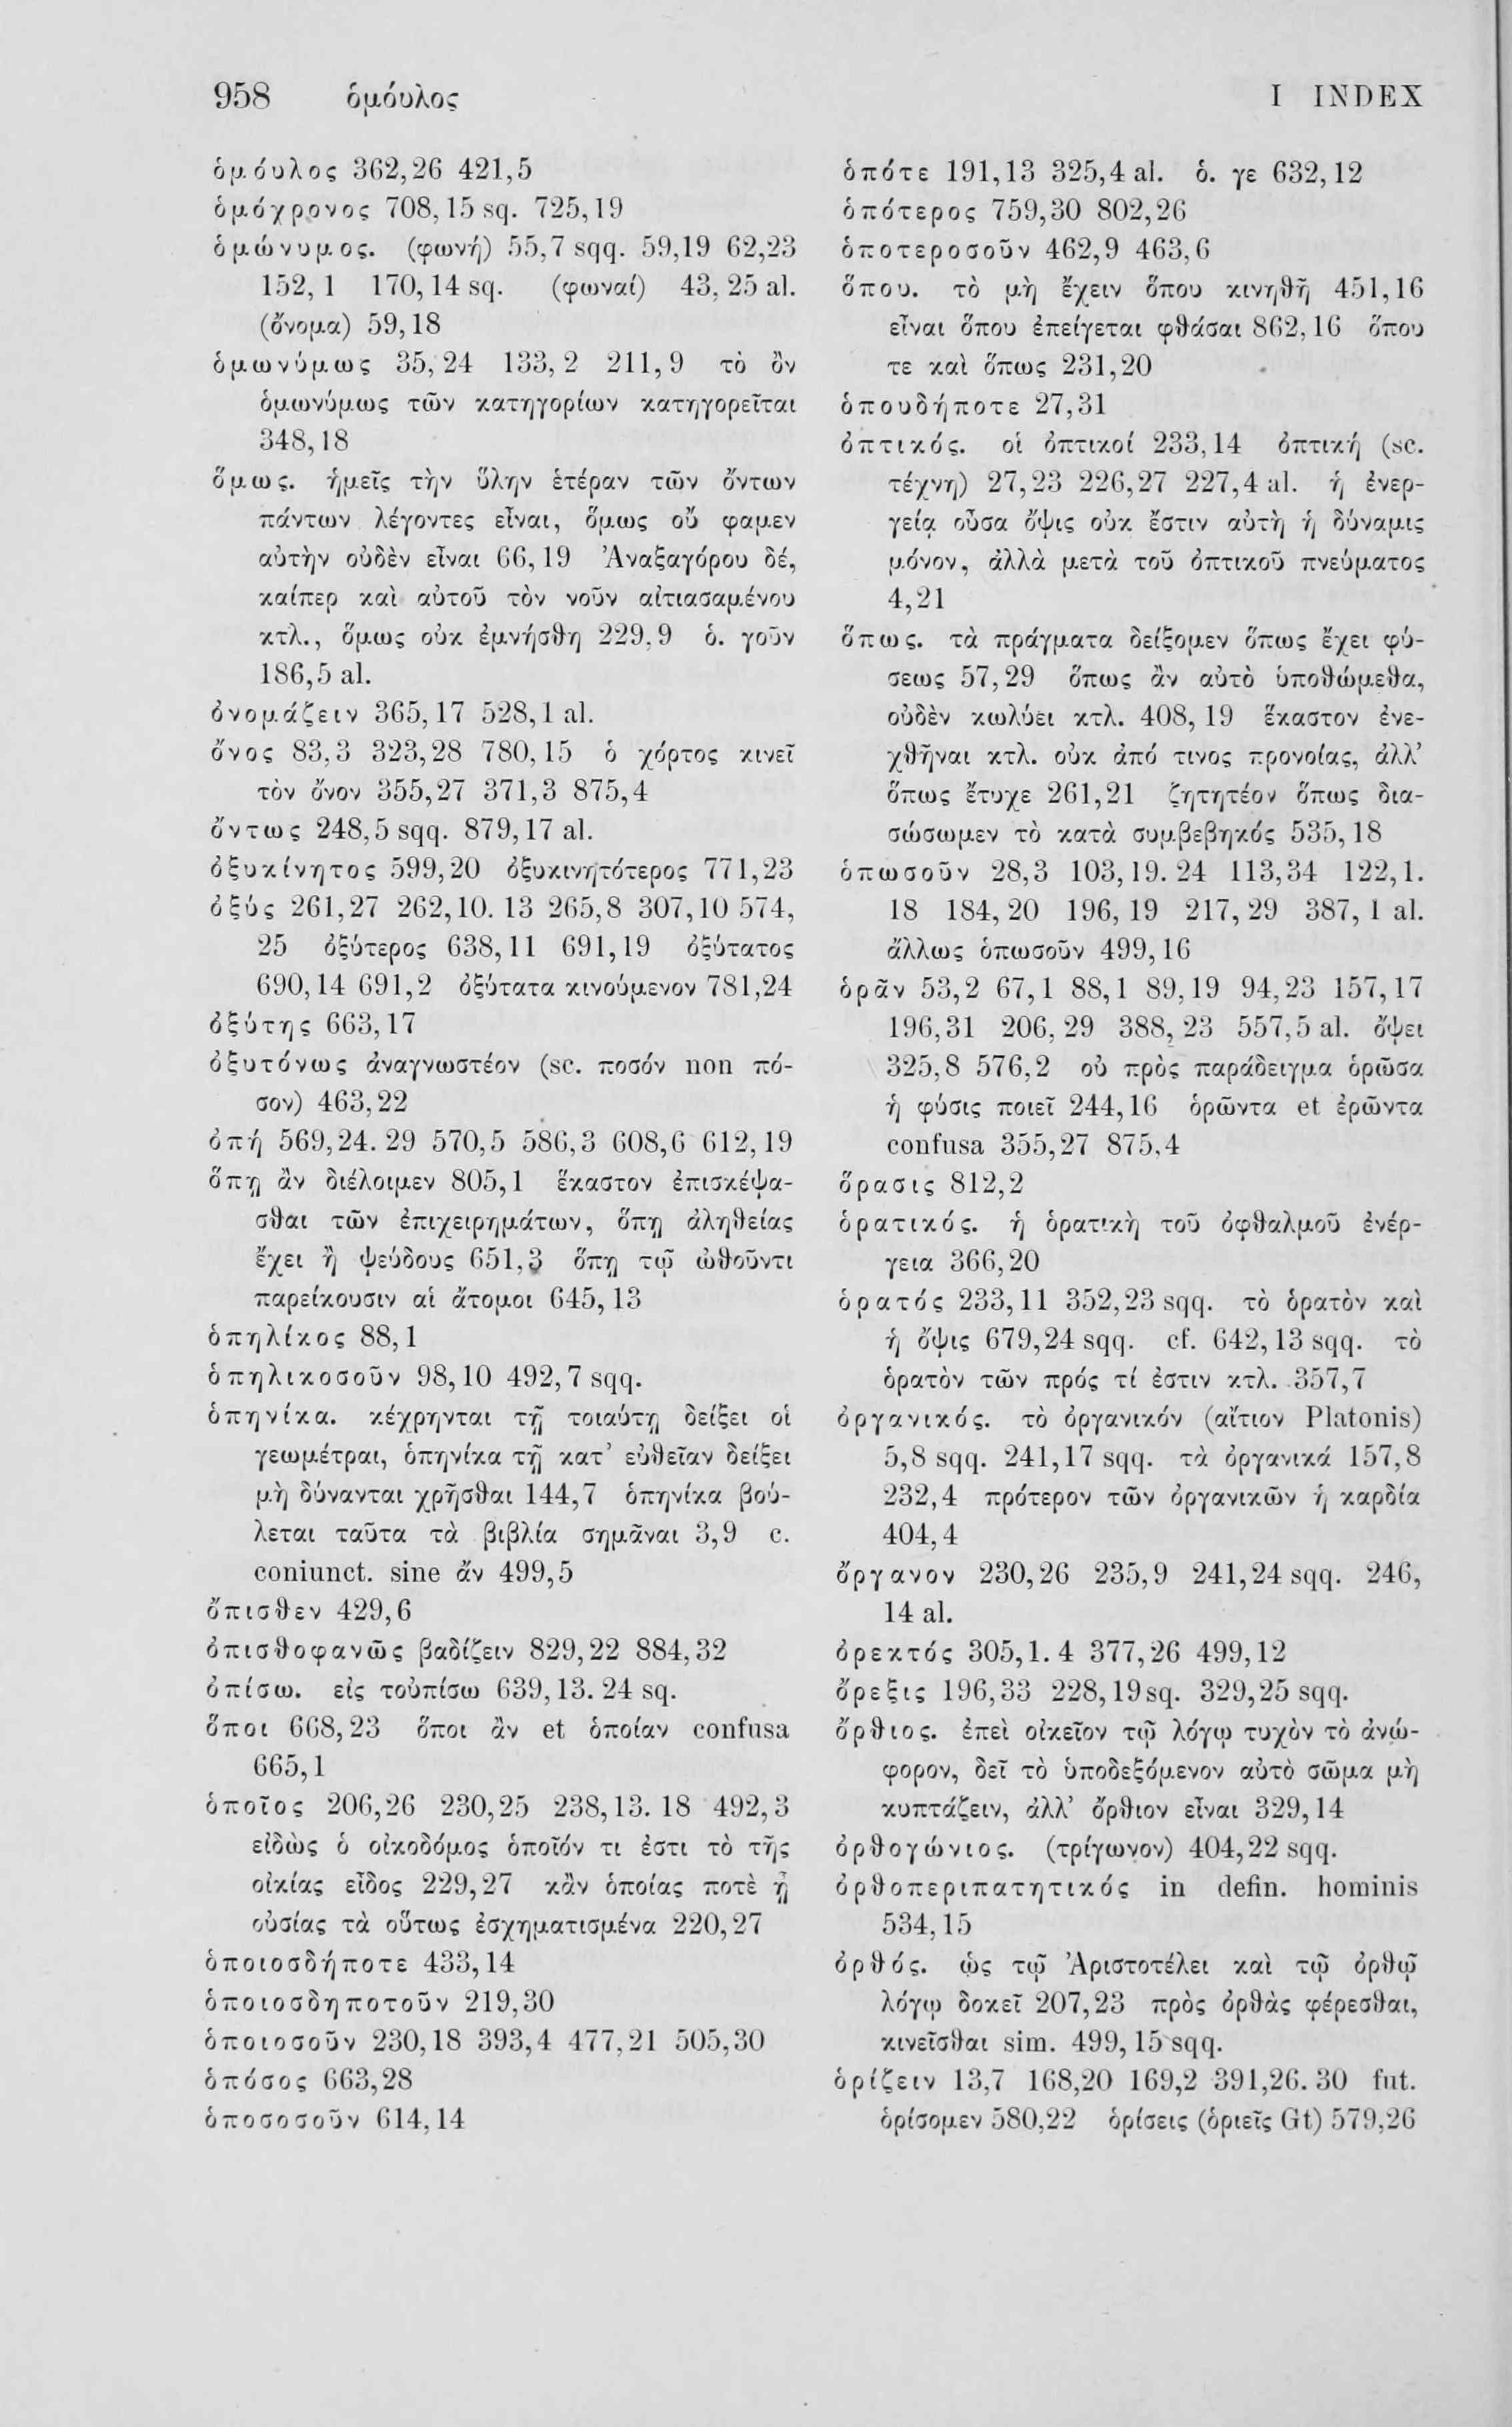 958 ὁμόυλος I INDEX
ὁμόυλος 362,26 421,5
ὁμόχρονος 708,15 sq. 725,19
ὁμώνυμος. (φωνή) 55,7 sqq. 59,19 62,23
152,1 170,14 sq. (φωναί) 43,25 al.
(ὄνομα) 59,18
ὁμωνύμως 35,24 133,2 211,9 τὸ ὂν
ὁμωνύμως τῶν κατηγορίων κατηγορεῖται
348,18
ὅμως. ἡμεῖς τὴν ὕλην ἑτέραν τῶν ὄντων
πάντων λέγοντες εἶναι, ὅμως οὔ φαμεν
αὐτὴν οὐδὲν εἶναι 66,19 Ἀναξαγόρου δέ,
καίπερ καὶ αὐτοῦ τὸν νοῦν αἰτιασαμένου
κτλ., ὅμως οὐκ ἐμνήσθη 229,9 ὁ. γοῦν
186,5 al.
ὀνομάζειν 365,17 528,1 al.
ὄνος 83,3 323,28 780,15 ὁ χόρτος κινεῖ
τὸν ὄνον 355,27 371,3 875,4
ὄντως 248,5 sqq. 879,17 al.
ὀξυκίνητος 599,20 ὀξυκινητότερος 771,23
ὀξύς 261,27 262,10. 13 265,8 307,10 574,
25 ὀξύτερος 638,11 691,19 ὀξύτατος
690,14 691,2 ὀξύτατα κινούμενον 781,24
ὀξύτης 663,17
ὀξυτόνως ἀναγνωστέον (sc. ποσόν non πό-
σον) 463,22
ὀπή 569,24. 29 570,5 586,3 608,6 612,19
ὅπῃ ἂν διέλοιμεν 805,1 ἕκαστον ἐπισκέψα-
σθαι τῶν ἐπιχειρημάτων, ὅπῃ ἀληθείας
ἔχει ἢ ψεύδους 651,3 ὅπῃ τῷ ὠθοῦντι
παρείκουσιν αἱ ἄτομοι 645,13
ὁπηλίκος 88,1
ὁπηλικοσοῦν 98,10 492,7 sqq.
ὁπηνίκα. κέχρηνται τῇ τοιαύτῃ δείξει οἱ
γεωμέτραι, ὁπηνίκα τῇ κατ’ εὐθεῖαν δείξει
μὴ δύνανται χρῆσθαι 144,7 ὁπηνίκα βού-
λεται ταῦτα τὰ βιβλία σημᾶναι 3,9 c.
coniunct. sine ἄν 499,5
ὄπισθεν 429,6
ὀπισθοφανῶς βαδίζειν 829,22 884,32
ὀπίσω. εἰς τοὐπίσω 639,13. 24 sq.
ὅποι 668,23 ὅποι ἂν et ὁποίαν confusa
665,1
ὁποῖος 206,26 230,25 238,13. 18 492,3
εἰδὼς ὁ οἰκοδόμος ὁποῖόν τι ἐστι τὸ τῆς
οἰκίας εἶδος 229,27 κἂν ὁποίας ποτὲ ᾖ
οὐσίας τὰ οὕτως ἐσχηματισμένα 220,27
ὁποιοσδήποτε 433,14
ὁποιοσδηποτοῦν 219,30
ὁποιοσοῦν 230,18 393,4 477,21 505,30
ὁπόσος 663,28
ὁποσοσοῦν 614,14
ὁπότε 191,13 325,4 al. ὁ. γε 632,12
ὁπότερος 759,30 802,26
ὁποτεροσοῦν 462,9 463,6
ὅπου. τὸ μὴ ἔχειν ὅπου κινηθῇ 451,16
εἶναι ὅπου ἐπείγεται φθάσαι 862,16 ὅπου
τε καὶ ὅπως 231,20
ὁπουδήποτε 27,31
ὀπτικός. οἱ ὀπτικοί 233,14 ὀπτική (sc.
τέχνη) 27,23 226,27 227,4 al. ἡ ἐνερ-
γείᾳ οὖσα ὄψις οὐκ ἔστιν αὐτὴ ἡ δύναμις
μόνον, ἀλλὰ μετὰ τοῦ ὀπτικοῦ πνεύματος
4,21
ὅπως. τὰ πράγματα δείξομεν ὅπως ἔχει φύ-
σεως 57,29 ὅπως ἂν αὐτὸ ὑποθώμεθα,
οὐδὲν κωλύει κτλ. 408,19 ἕκαστον ἐνε-
χθῆναι κτλ. οὐκ ἀπό τινος προνοίας, ἀλλ’
ὅπως ἔτυχε 261,21 ζητητέον ὅπως δια-
σώσωμεν τὸ κατὰ συμβεβηκός 535,18
ὁπωσοῦν 28,3 103,19. 24 113,34 122,1.
18 184,20 196,19 217,29 387,1 al.
ἄλλως ὁπωσοῦν 499,16
ὁρᾶν 53,2 67,1 88,1 89,19 94,23 157,17
196,31 206,29 388,23 557,5 al. ὄψει
325,8 576,2 οὐ πρὸς παράδειγμα ὁρῶσα
ἡ φύσις ποιεῖ 244,16 ὁρῶντα et ἐρῶντα
confusa 355,27 875,4
ὅρασις 812,2
ὁρατικός. ἡ ὁρατικὴ τοῦ ὀφθαλμοῦ ἐνέρ-
γεια 366,20
ὁρατός 233,11 352,23 sqq. τὸ ὁρατὸν καὶ
ἡ ὄψις 679,24 sqq. cf. 642,13 sqq. τὸ
ὁρατὸν τῶν πρός τί ἐστιν κτλ. 357,7
ὀργανικός. τὸ ὀργανικόν (αἴτιον Platonis)
5,8 sqq. 241,17 sqq. τὰ ὀργανικά 157,8
232,4 πρότερον τῶν ὀργανικῶν ἡ καρδία
404,4
ὄργανον 230,26 235,9 241,24 sqq. 246,
14 al.
ὀρεκτός 305,1. 4 377,26 499,12
ὄρεξις 196,33 228,19 sq. 329,25 sqq.
ὄρθιος. ἐπεὶ οἰκεῖον τῷ λόγῳ τυχὸν τὸ ἀνώ-
φορον, δεῖ τὸ ὑποδεξόμενον αὐτὸ σῶμα μὴ
κυπτάζειν, ἀλλ’ ὄρθιον εἶναι 329,14
ὀρθογώνιος. (τρίγωνον) 404,22 sqq.
ὀρθοπεριπατητικός in defin. hominis
534,15
ὀρθός. ὡς τῷ Ἀριστοτέλει καὶ τῷ ὀρθῷ
λόγῳ δοκεῖ 207,23 πρὸς ὀρθὰς φέρεσθαι,
κινεῖσθαι sim. 499,15 sqq.
ὁρίζειν 13,7 168,20 169,2 391,26. 30 fut.
ὁρίσομεν 580,22 ὁρίσεις (ὁριεῖς Gt) 579,26